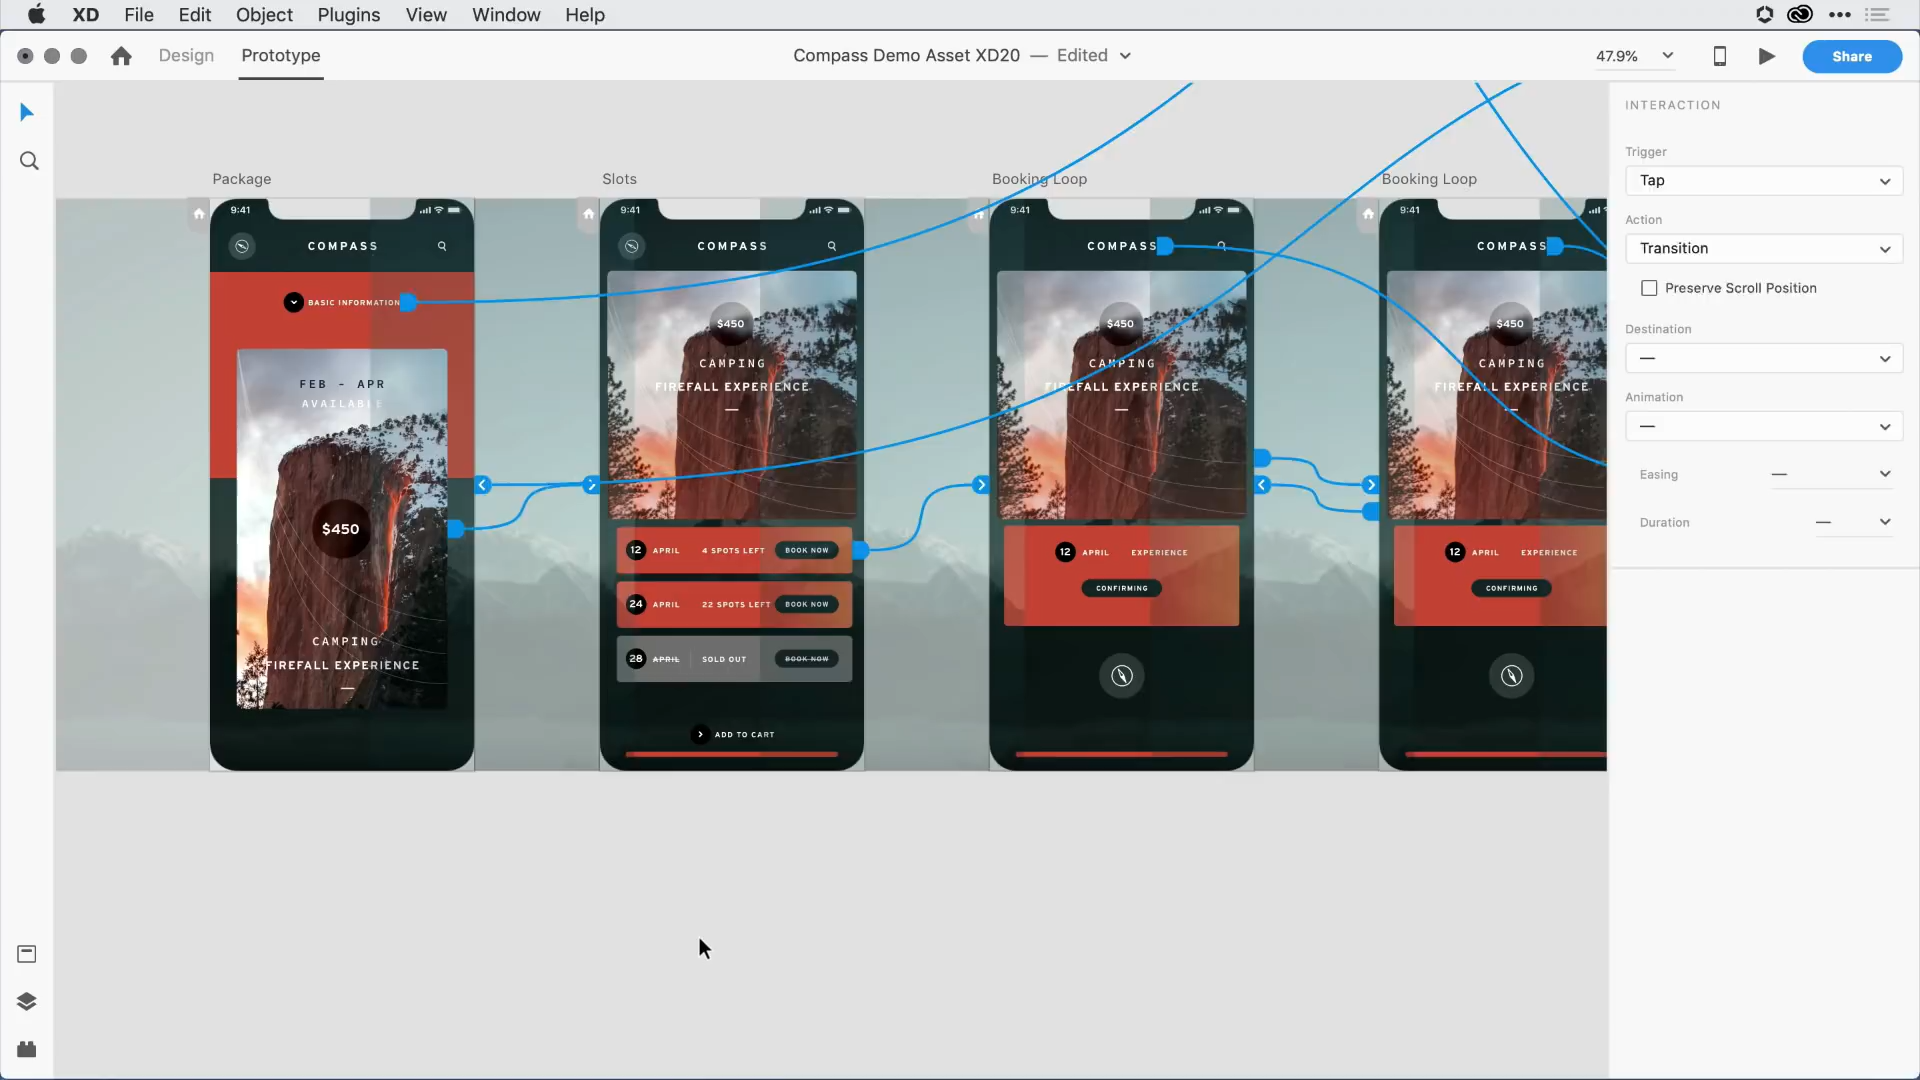 XD File Edit Object Plugins View Window Help
Design Prototype Compass Demo Asset XD20 — Edited 47.9% Share
INTERACTION
Trigger
Tap
Action
Transition
Preserve Scroll Position
Destination
—
Animation
—
Easing —
Duration —
Package
9:41
COMPASS
BASIC INFORMATION
FEB - APR
AVAILABLE
$450
CAMPING
FIREFALL EXPERIENCE
Slots
9:41
COMPASS
$450
CAMPING
FIREFALL EXPERIENCE
12 APRIL 4 SPOTS LEFT BOOK NOW
24 APRIL 22 SPOTS LEFT BOOK NOW
28 APRIL SOLD OUT BOOK NOW
ADD TO CART
Booking Loop
9:41
COMPASS
$450
CAMPING
FIREFALL EXPERIENCE
12 APRIL EXPERIENCE
CONFIRMING
Booking Loop
9:41
COMPASS
$450
CAMPING
FIREFALL EXPERIENCE
12 APRIL EXPERIENCE
CONFIRMING